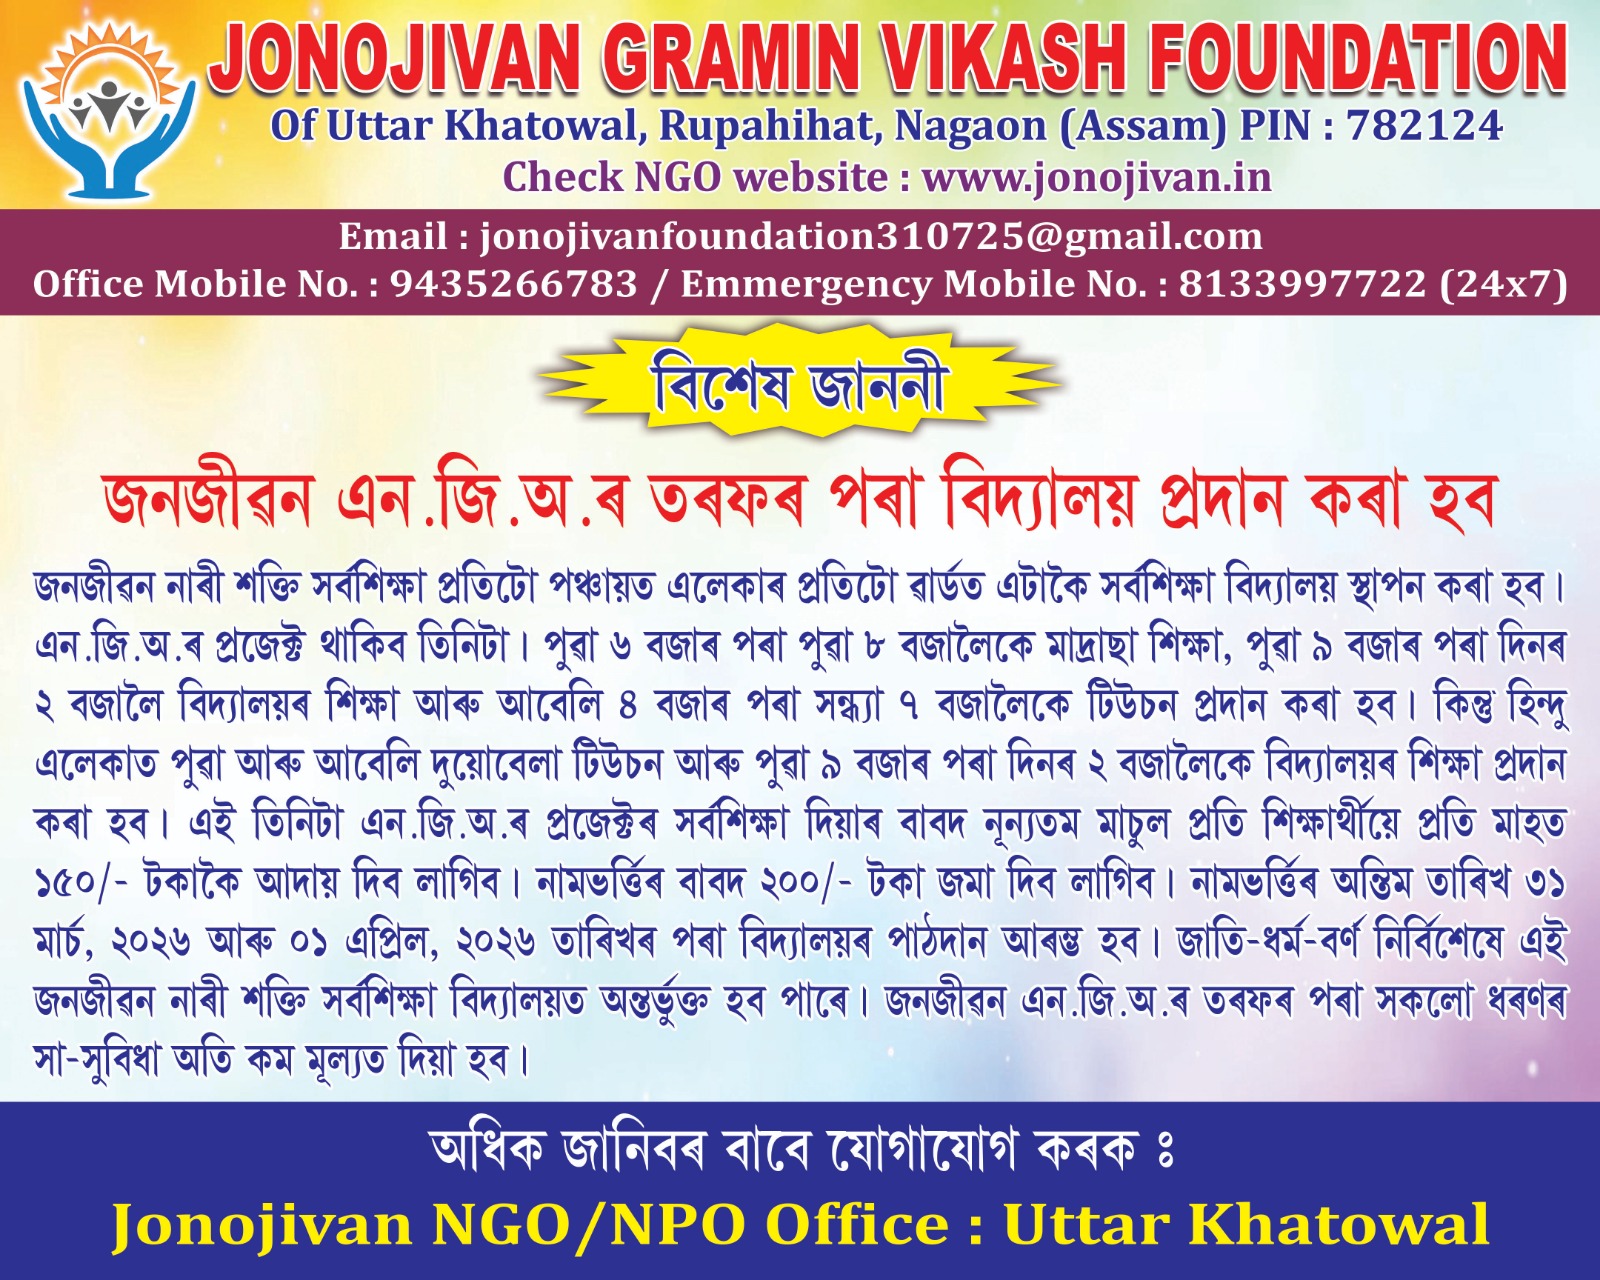 JONOJIVAN GRAMIN VIKASH FOUNDATION
Of Uttar Khatowal, Rupahihat, Nagaon (Assam) PIN : 782124
Check NGO website : www.jonojivan.in
Email : jonojivanfoundation310725@gmail.com
Office Mobile No. : 9435266783 / Emmergency Mobile No. : 8133997722 (24x7)
বিশেষ জাননী
জনজীৱন এন.জি.অ.ৰ তৰফৰ পৰা বিদ্যালয় প্ৰদান কৰা হব
জনজীৱন নাৰী শক্তি সৰ্বশিক্ষা প্ৰতিটো পঞ্চায়ত এলেকাৰ প্ৰতিটো ৱাৰ্ডত এটাকৈ সৰ্বশিক্ষা বিদ্যালয় স্থাপন কৰা হব।
এন.জি.অ.ৰ প্ৰজেক্ট থাকিব তিনিটা। পুৱা ৬ বজাৰ পৰা পুৱা ৮ বজালৈকে মাদ্ৰাছা শিক্ষা, পুৱা ৯ বজাৰ পৰা দিনৰ
২ বজালৈ বিদ্যালয়ৰ শিক্ষা আৰু আবেলি ৪ বজাৰ পৰা সন্ধ্যা ৭ বজালৈকে টিউচন প্ৰদান কৰা হব। কিন্তু হিন্দু
এলেকাত পুৱা আৰু আবেলি দুয়োবেলা টিউচন আৰু পুৱা ৯ বজাৰ পৰা দিনৰ ২ বজালৈকে বিদ্যালয়ৰ শিক্ষা প্ৰদান
কৰা হব। এই তিনিটা এন.জি.অ.ৰ প্ৰজেক্টৰ সৰ্বশিক্ষা দিয়াৰ বাবদ নূন্যতম মাচুল প্ৰতি শিক্ষাৰ্থীয়ে প্ৰতি মাহত
১৫০/- টকাকৈ আদায় দিব লাগিব। নামভৰ্ত্তিৰ বাবদ ২০০/- টকা জমা দিব লাগিব। নামভৰ্ত্তিৰ অন্তিম তাৰিখ ৩১
মাৰ্চ, ২০২৬ আৰু ০১ এপ্ৰিল, ২০২৬ তাৰিখৰ পৰা বিদ্যালয়ৰ পাঠদান আৰম্ভ হব। জাতি-ধৰ্ম-বৰ্ণ নিৰ্বিশেষে এই
জনজীৱন নাৰী শক্তি সৰ্বশিক্ষা বিদ্যালয়ত অন্তৰ্ভুক্ত হব পাৰে। জনজীৱন এন.জি.অ.ৰ তৰফৰ পৰা সকলো ধৰণৰ
সা-সুবিধা অতি কম মূল্যত দিয়া হব।
অধিক জানিবৰ বাবে যোগাযোগ কৰক ঃ
Jonojivan NGO/NPO Office : Uttar Khatowal